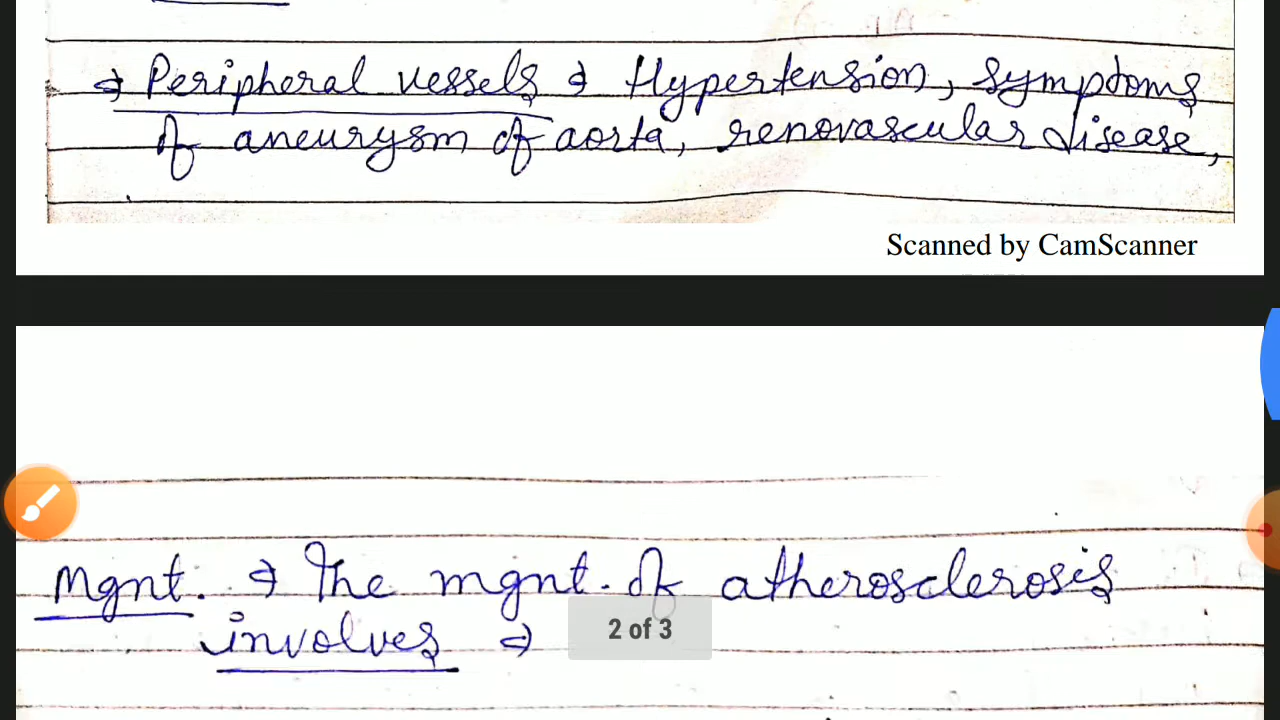 ⇒ Peripheral vessels ⇒ Hypertension, Symptoms
of aneurysm of aorta, renovascular disease,
Scanned by CamScanner
Mgnt. ⇒ The mgnt. of atherosclerosis
involves ⇒
2 of 3